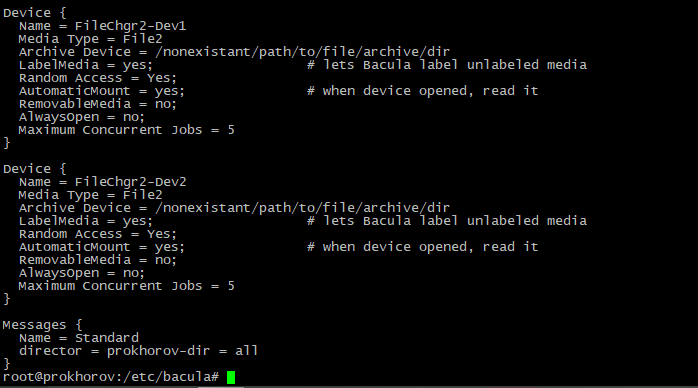 Device {
  Name = FileChgr2-Dev1
  Media Type = File2
  Archive Device = /nonexistant/path/to/file/archive/dir
  LabelMedia = yes;                   # lets Bacula label unlabeled media
  Random Access = Yes;
  AutomaticMount = yes;               # when device opened, read it
  RemovableMedia = no;
  AlwaysOpen = no;
  Maximum Concurrent Jobs = 5
}

Device {
  Name = FileChgr2-Dev2
  Media Type = File2
  Archive Device = /nonexistant/path/to/file/archive/dir
  LabelMedia = yes;                   # lets Bacula label unlabeled media
  Random Access = Yes;
  AutomaticMount = yes;               # when device opened, read it
  RemovableMedia = no;
  AlwaysOpen = no;
  Maximum Concurrent Jobs = 5
}

Messages {
  Name = Standard
  director = prokhorov-dir = all
}
root@prokhorov:/etc/bacula#